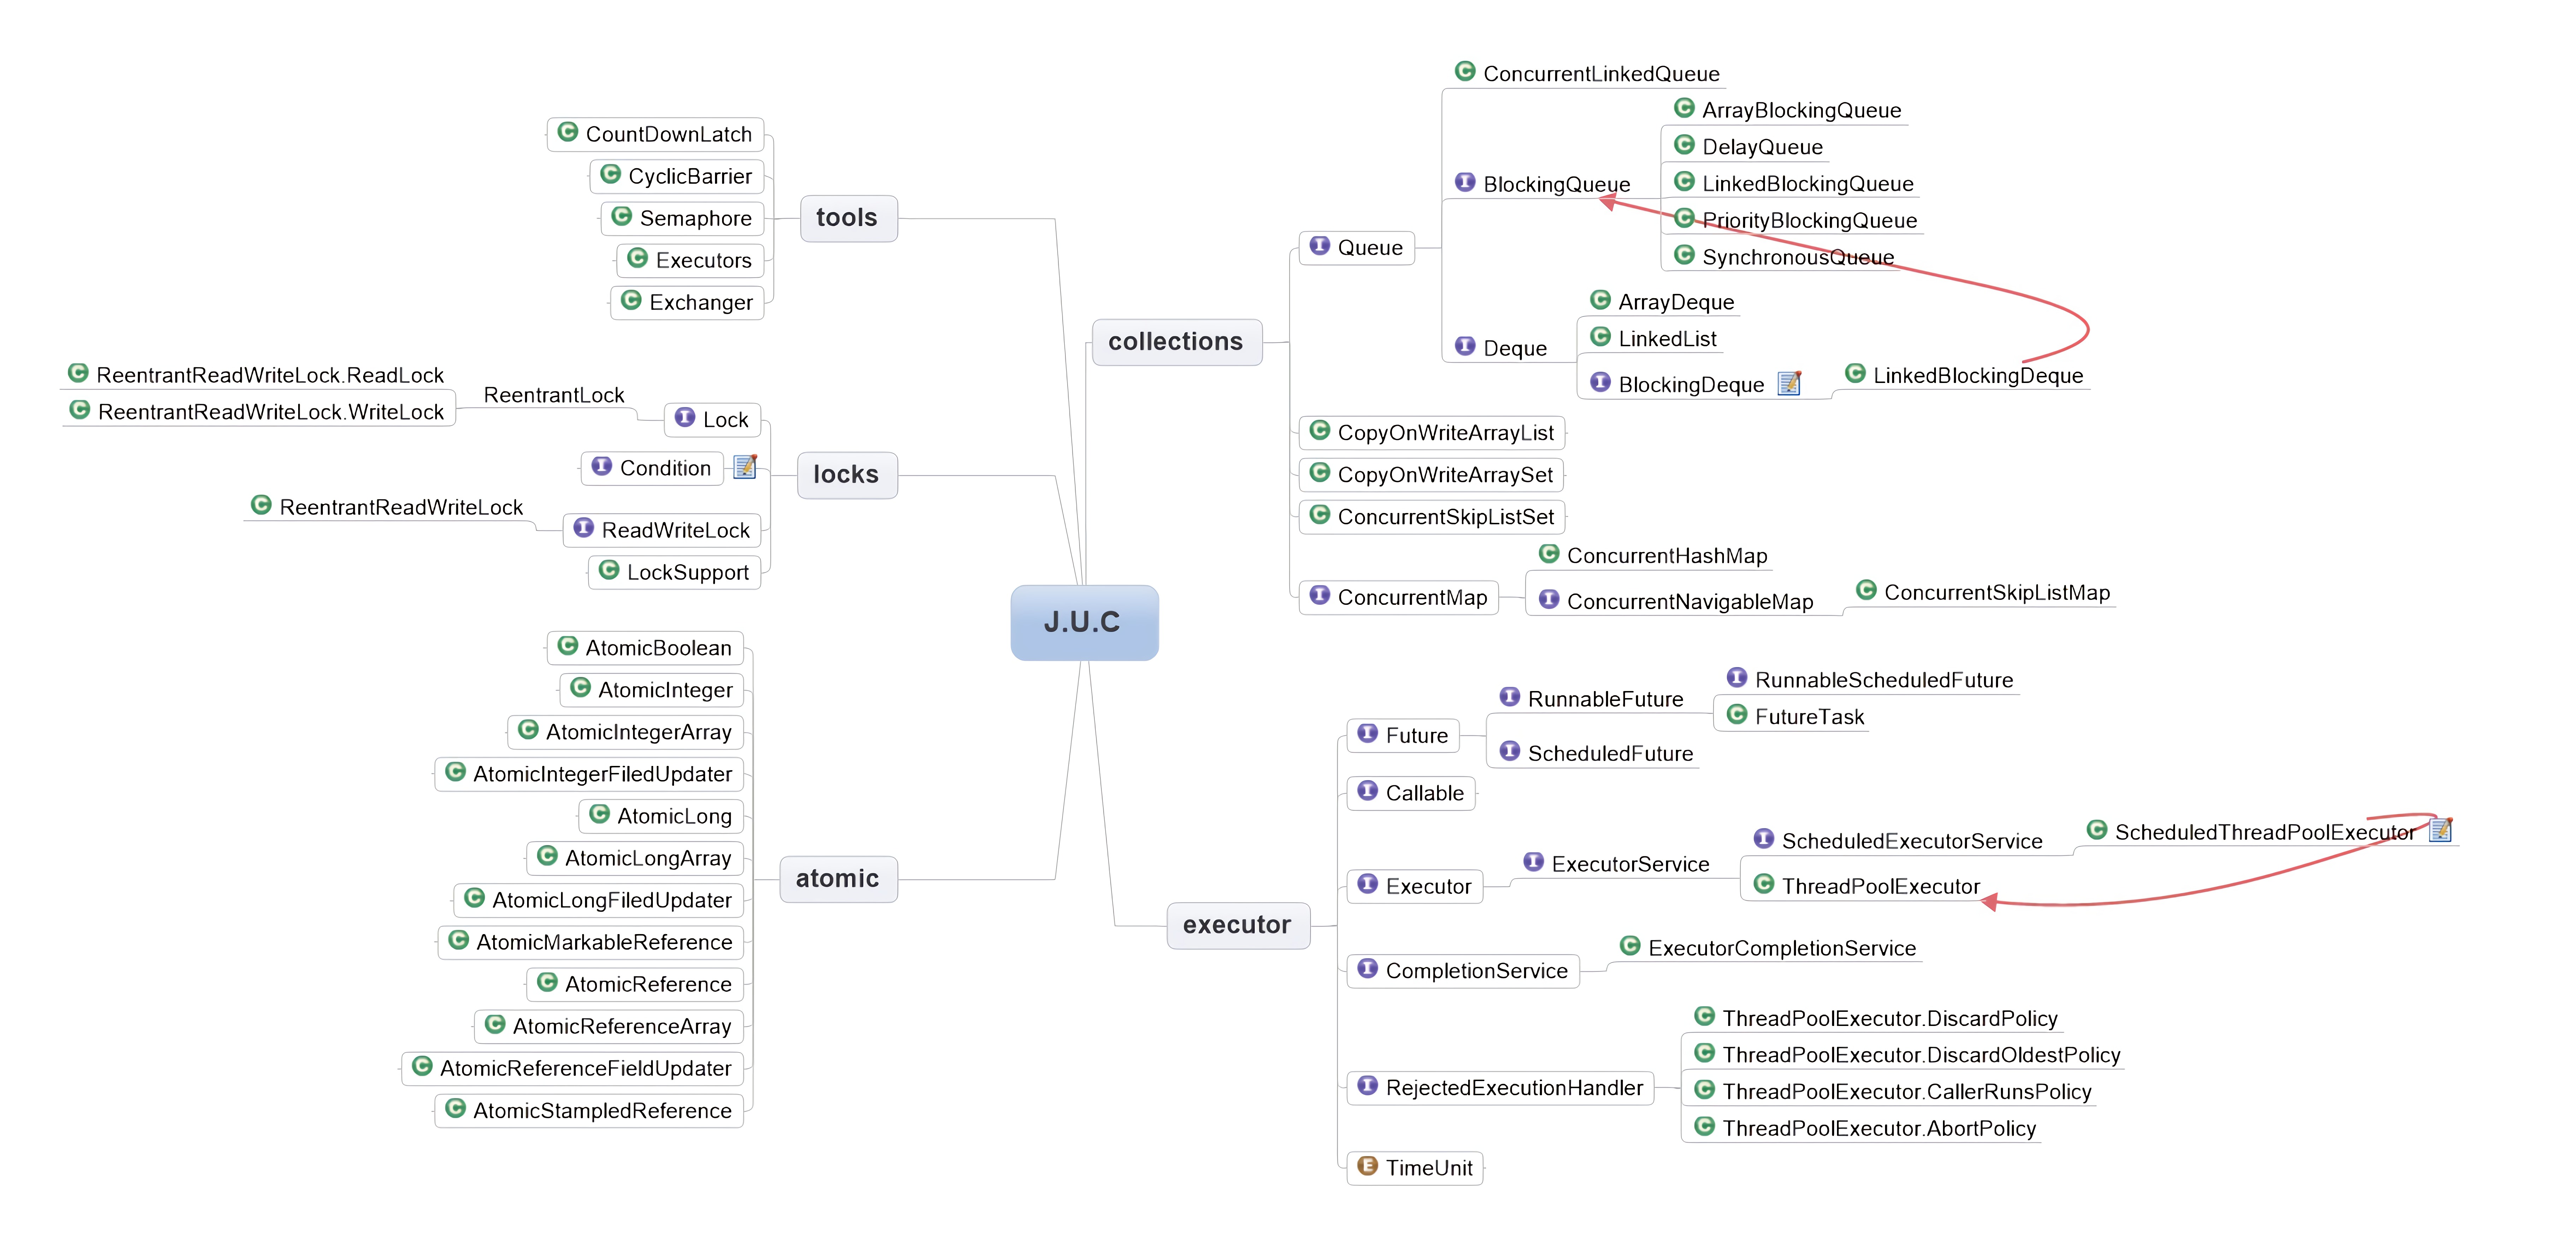 J.U.C
tools
CountDownLatch
CyclicBarrier
Semaphore
Executors
Exchanger
locks
Lock
ReentrantLock
ReentrantReadWriteLock.ReadLock
ReentrantReadWriteLock.WriteLock
Condition
ReadWriteLock
ReentrantReadWriteLock
LockSupport
atomic
AtomicBoolean
AtomicInteger
AtomicIntegerArray
AtomicIntegerFiledUpdater
AtomicLong
AtomicLongArray
AtomicLongFiledUpdater
AtomicMarkableReference
AtomicReference
AtomicReferenceArray
AtomicReferenceFieldUpdater
AtomicStampedReference
collections
Queue
ConcurrentLinkedQueue
BlockingQueue
ArrayBlockingQueue
DelayQueue
LinkedBlockingQueue
PriorityBlockingQueue
SynchronousQueue
Deque
ArrayDeque
LinkedList
BlockingDeque
LinkedBlockingDeque
CopyOnWriteArrayList
CopyOnWriteArraySet
ConcurrentSkipListSet
ConcurrentMap
ConcurrentHashMap
ConcurrentNavigableMap
ConcurrentSkipListMap
executor
Future
RunnableFuture
RunnableScheduledFuture
FutureTask
ScheduledFuture
Callable
Executor
ExecutorService
ScheduledExecutorService
ScheduledThreadPoolExecutor
ThreadPoolExecutor
CompletionService
ExecutorCompletionService
RejectedExecutionHandler
ThreadPoolExecutor.DiscardPolicy
ThreadPoolExecutor.DiscardOldestPolicy
ThreadPoolExecutor.CallerRunsPolicy
ThreadPoolExecutor.AbortPolicy
TimeUnit